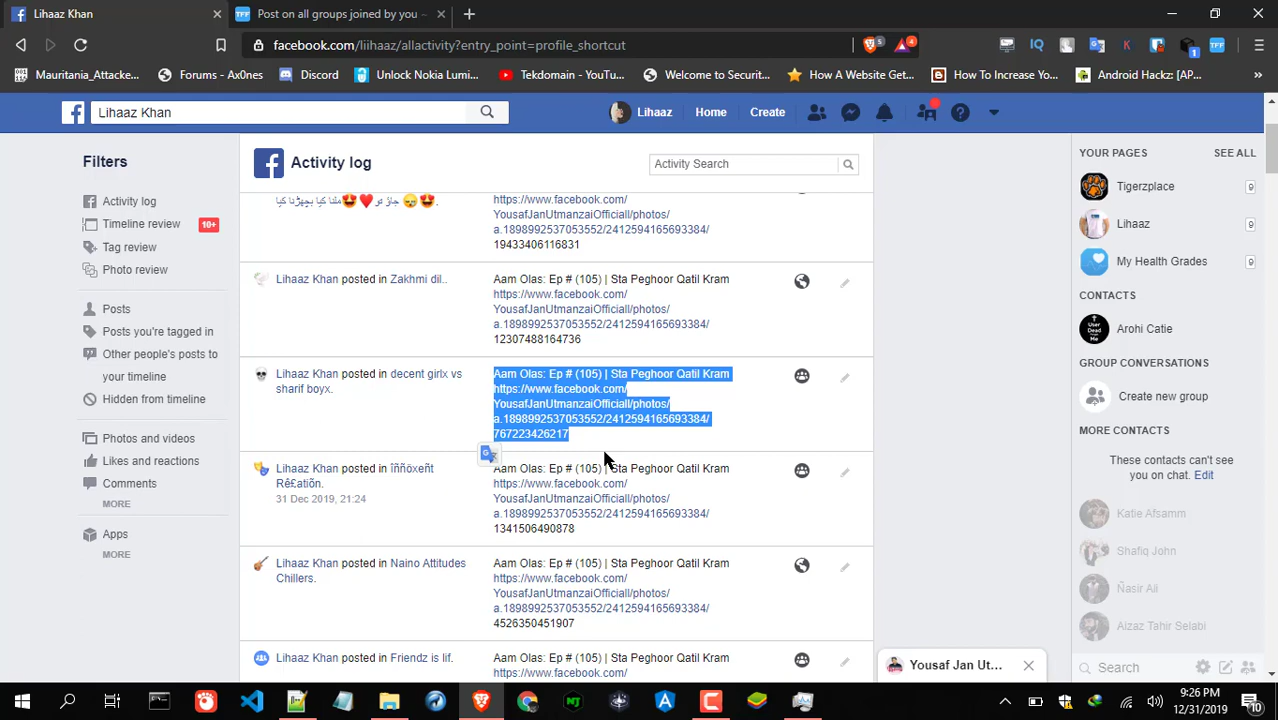 Lihaaz Khan
Post on all groups joined by you –
facebook.com/liihaaz/allactivity?entry_point=profile_shortcut
Mauritania_Attacke...
Forums - Ax0nes
Discord
Unlock Nokia Lumi...
Tekdomain - YouTu...
Welcome to Securit...
How A Website Get...
How To Increase Yo...
Android Hackz: [AP...
Lihaaz Khan
Lihaaz
Home
Create
Filters
Activity log
Timeline review
10+
Tag review
Photo review
Posts
Posts you're tagged in
Other people's posts to
your timeline
Hidden from timeline
Photos and videos
Likes and reactions
Comments
MORE
Apps
MORE
Activity log
Activity Search
https://www.facebook.com/
YousafJanUtmanzaiOfficiall/photos/
a.1898992537053552/2412594165693384/
19433406116831
Lihaaz Khan posted in Zakhmi dil..
Aam Olas: Ep # (105) | Sta Peghoor Qatil Kram
https://www.facebook.com/
YousafJanUtmanzaiOfficiall/photos/
a.1898992537053552/2412594165693384/
12307488164736
Lihaaz Khan posted in decent girlx vs
sharif boyx.
Aam Olas: Ep # (105) | Sta Peghoor Qatil Kram
https://www.facebook.com/
YousafJanUtmanzaiOfficiall/photos/
a.1898992537053552/2412594165693384/
767223426217
Lihaaz Khan posted in îññöxeñt
Rê£atiõn.
31 Dec 2019, 21:24
Aam Olas: Ep # (105) | Sta Peghoor Qatil Kram
https://www.facebook.com/
YousafJanUtmanzaiOfficiall/photos/
a.1898992537053552/2412594165693384/
1341506490878
Lihaaz Khan posted in Naino Attitudes
Chillers.
Aam Olas: Ep # (105) | Sta Peghoor Qatil Kram
https://www.facebook.com/
YousafJanUtmanzaiOfficiall/photos/
a.1898992537053552/2412594165693384/
4526350451907
Lihaaz Khan posted in Friendz is lif.
Aam Olas: Ep # (105) | Sta Peghoor Qatil Kram
https://www.facebook.com/
YOUR PAGES
SEE ALL
Tigerzplace
9
Lihaaz
9
My Health Grades
9
CONTACTS
Arohi Catie
GROUP CONVERSATIONS
Create new group
MORE CONTACTS
These contacts can't see
you on chat. Edit
Katie Afsamm
Shafiq John
Ñasir Ali
Aizaz Tahir Selabi
Search
Yousaf Jan Ut...
9:26 PM
12/31/2019
10